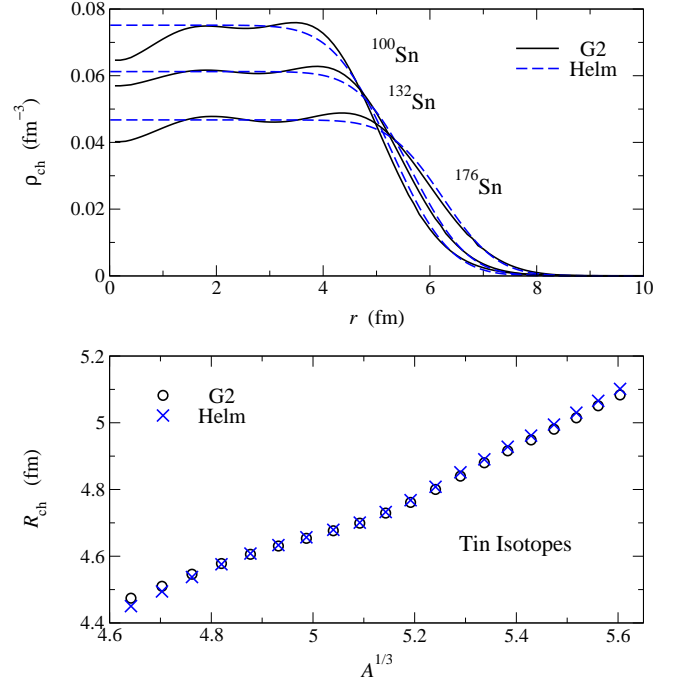 0.08
0.06
0.04
0.02
0
ρch (fm⁻³)
¹⁰⁰Sn
¹³²Sn
¹⁷⁶Sn
G2
Helm
0 2 4 6 8 10
r (fm)
5.2
5
4.8
4.6
4.4
Rch (fm)
G2
Helm
Tin Isotopes
4.6 4.8 5 5.2 5.4 5.6
A¹/³